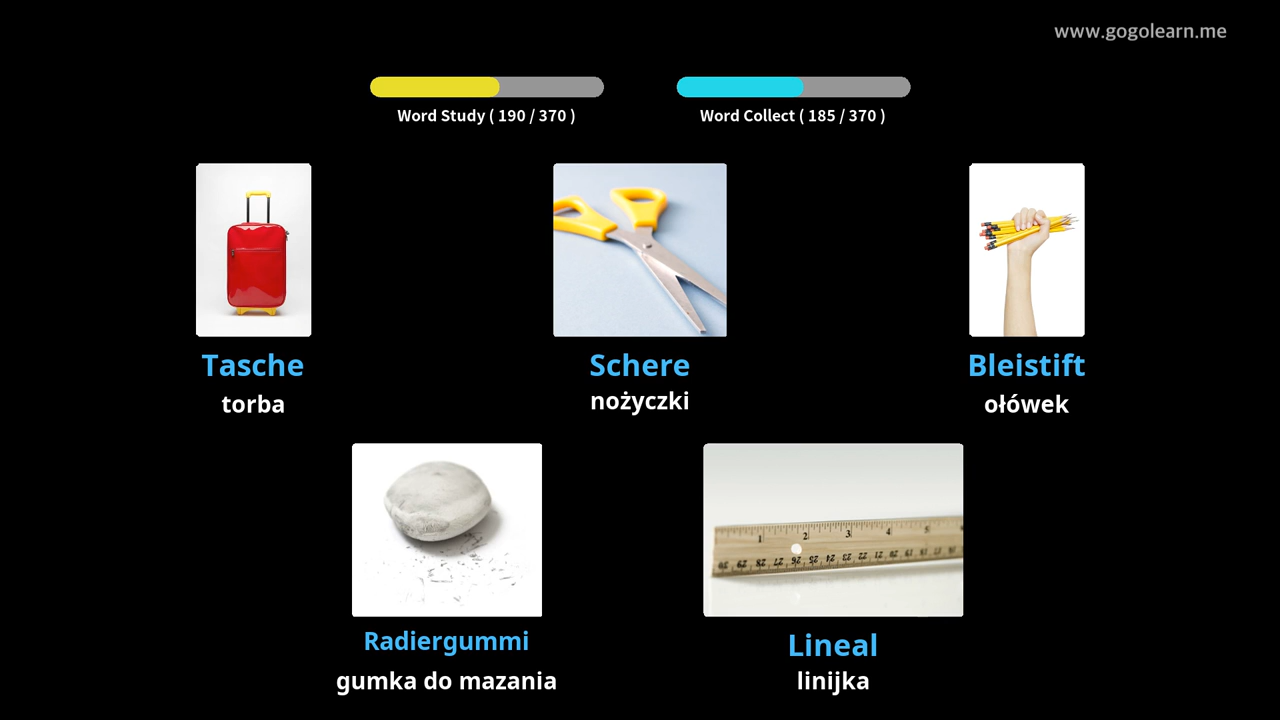 www.gogolearn.me
Word Study ( 190 / 370 )
Word Collect ( 185 / 370 )
Tasche
torba
Schere
nożyczki
Bleistift
ołówek
Radiergummi
gumka do mazania
Lineal
linijka